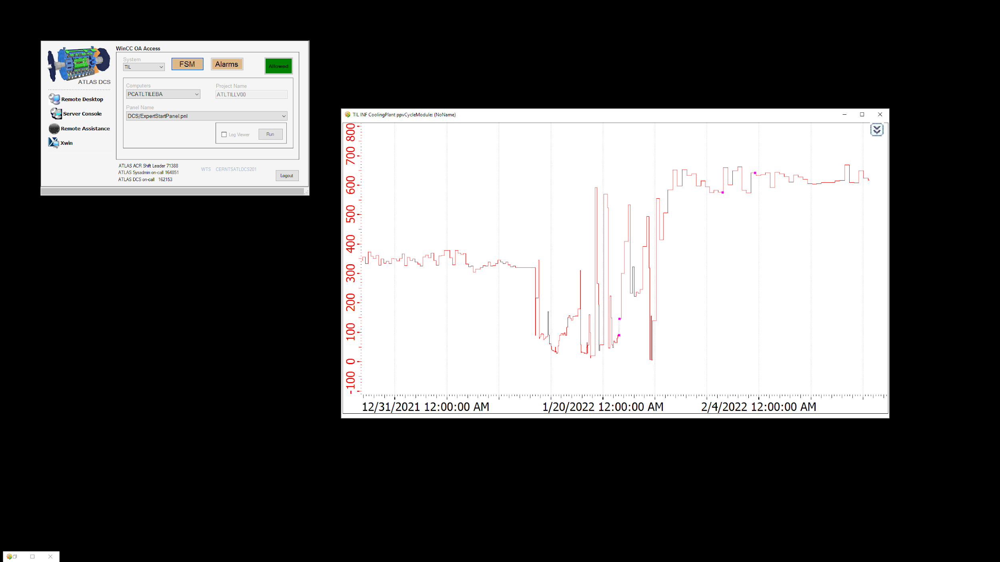 WinCC OA Access
System
TIL
FSM
Alarms
Allowed
ATLAS DCS
Computers
PCATLTILEBA
Project Name
ATLTILLV00
Panel Name
DCS/ExpertStartPanel.pnl
Log Viewer
Run
Remote Desktop
Server Console
Remote Assistance
Xwin
ATLAS ACR Shift Leader 71388
ATLAS Sysadmin on-call 164851
ATLAS DCS on-call 162153
WTS CERNTSATLDCS201
Logout
TIL INF CoolingPlant ppvCycleModule: (NoName)
800
700
600
500
400
300
200
100
0
-100
12/31/2021 12:00:00 AM
1/20/2022 12:00:00 AM
2/4/2022 12:00:00 AM